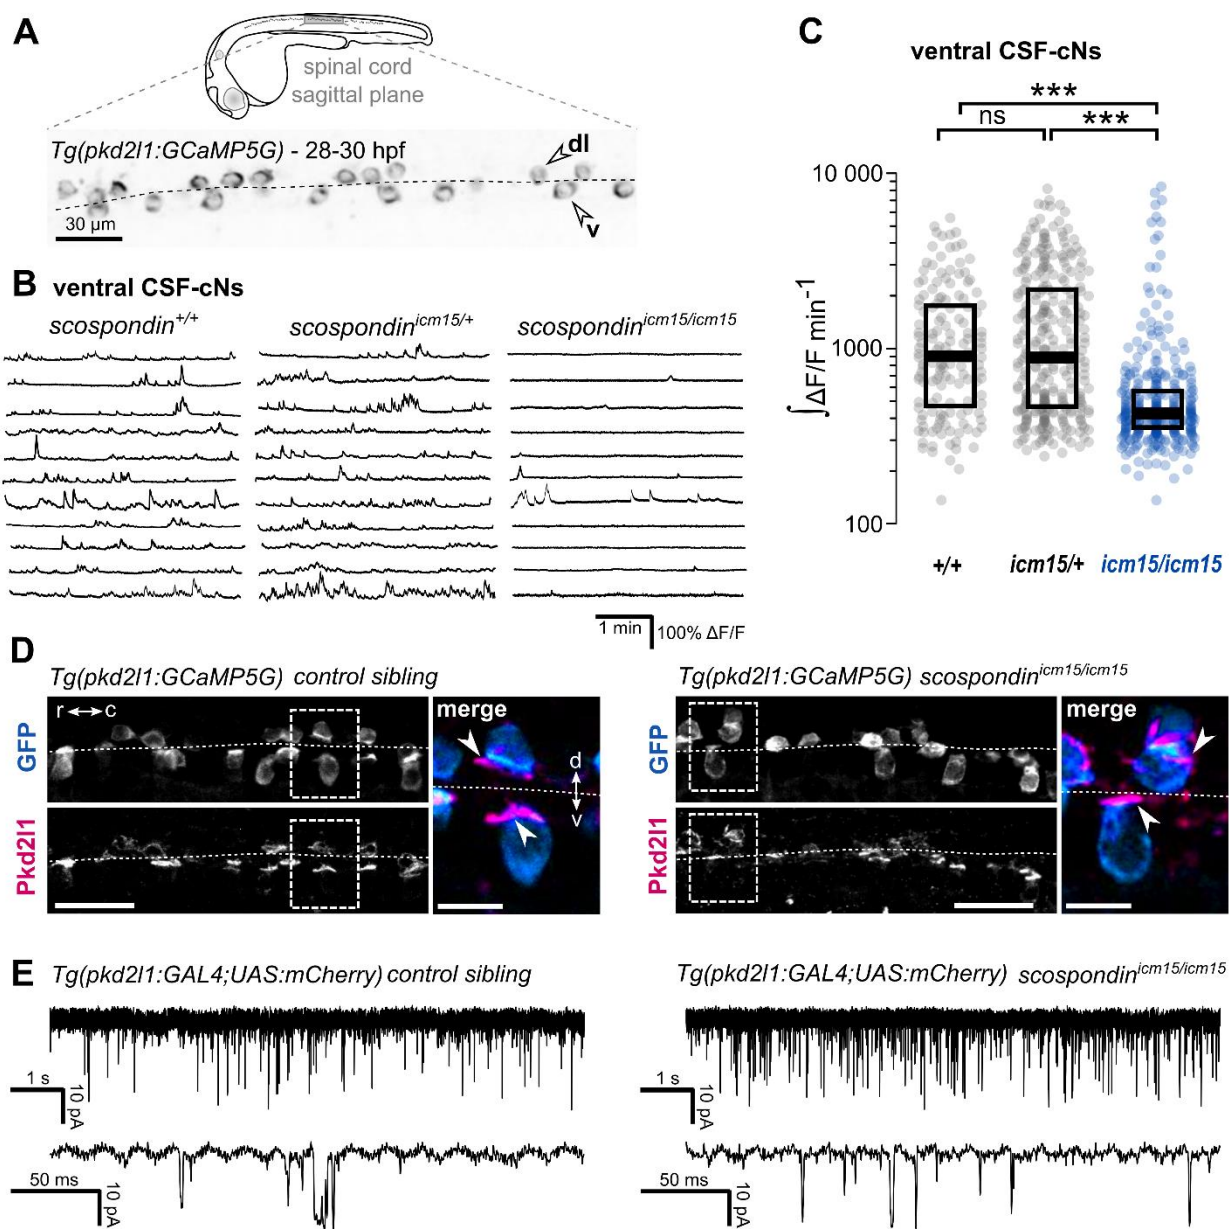 A
spinal cord
sagittal plane
Tg(pkd2l1:GCaMP5G) - 28-30 hpf
dl
v
30 µm
B ventral CSF-cNs
scospondin+/+ scospondinicm15/+ scospondinicm15/icm15
1 min 100% ΔF/F
C
ventral CSF-cNs
***
ns ***
10 000
1000
100
∫ΔF/F min-1
+/+ icm15/+ icm15/icm15
D
Tg(pkd2l1:GCaMP5G) control sibling
GFP
r c
merge
d
v
Pkd2l1
Tg(pkd2l1:GCaMP5G) scospondinicm15/icm15
GFP
merge
Pkd2l1
E Tg(pkd2l1:GAL4;UAS:mCherry) control sibling
1 s 10 pA
50 ms 10 pA
Tg(pkd2l1:GAL4;UAS:mCherry) scospondinicm15/icm15
1 s 10 pA
50 ms 10 pA